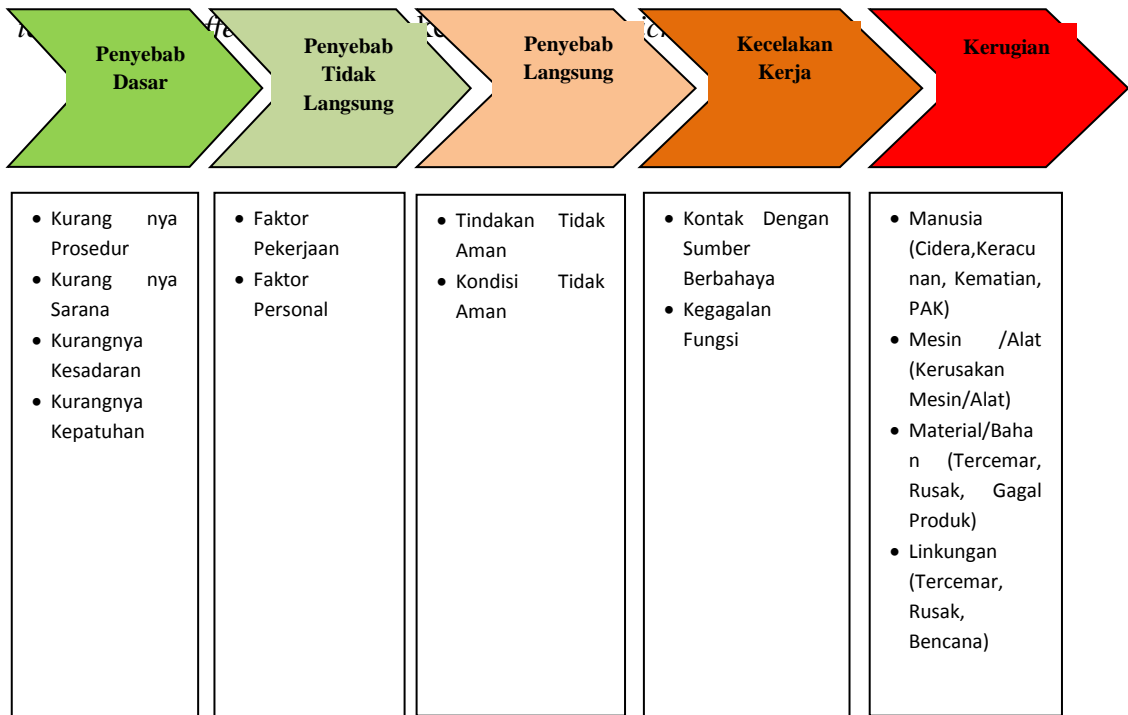 Penyebab
Dasar
Penyebab
Tidak
Langsung
Penyebab
Langsung
Kecelakan
Kerja
Kerugian
• Kurang nya
Prosedur
• Kurang nya
Sarana
• Kurangnya
Kesadaran
• Kurangnya
Kepatuhan
• Faktor
Pekerjaan
• Faktor
Personal
• Tindakan Tidak
Aman
• Kondisi Tidak
Aman
• Kontak Dengan
Sumber
Berbahaya
• Kegagalan
Fungsi
• Manusia
(Cidera,Keracu
nan, Kematian,
PAK)
• Mesin /Alat
(Kerusakan
Mesin/Alat)
• Material/Baha
n (Tercemar,
Rusak, Gagal
Produk)
• Linkungan
(Tercemar,
Rusak,
Bencana)